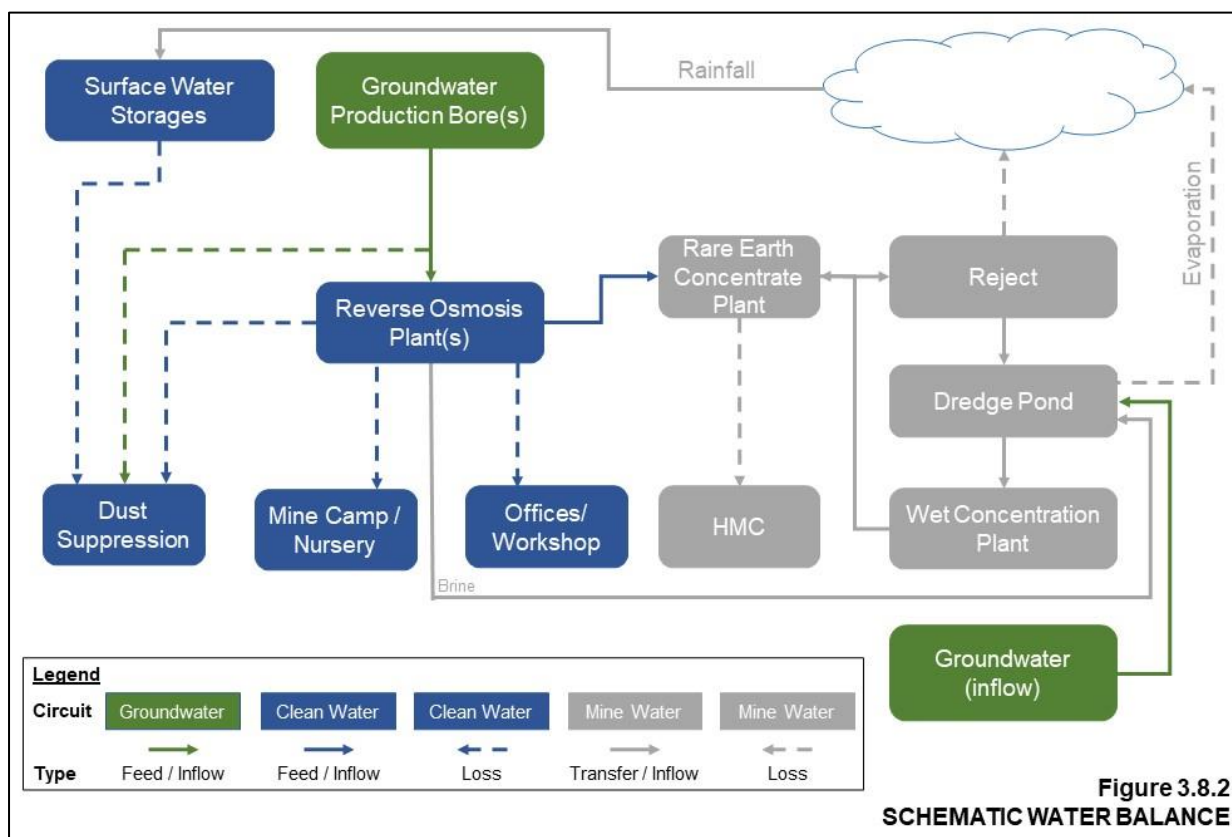 Surface Water
Storages
Groundwater
Production Bore(s)
Rainfall
Evaporation
Rare Earth
Concentrate
Plant
Reject
Reverse Osmosis
Plant(s)
Dredge Pond
Dust
Suppression
Mine Camp /
Nursery
Offices/
Workshop
HMC
Wet Concentration
Plant
Brine
Groundwater
(inflow)
Legend
Circuit Groundwater Clean Water Clean Water Mine Water Mine Water
Type Feed / Inflow Feed / Inflow Loss Transfer / Inflow Loss
Figure 3.8.2
SCHEMATIC WATER BALANCE